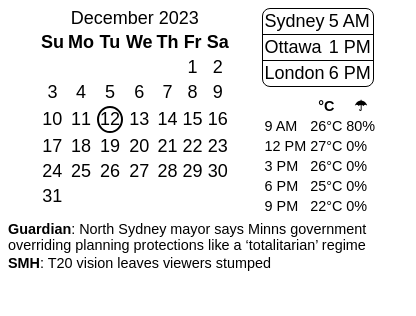 December 2023
Su Mo Tu We Th Fr Sa
1 2
3 4 5 6 7 8 9
10 11 12 13 14 15 16
17 18 19 20 21 22 23
24 25 26 27 28 29 30
31
Sydney 5 AM
Ottawa 1 PM
London 6 PM
°C ☂
9 AM 26°C 80%
12 PM 27°C 0%
3 PM 26°C 0%
6 PM 25°C 0%
9 PM 22°C 0%
Guardian: North Sydney mayor says Minns government
overriding planning protections like a ‘totalitarian’ regime
SMH: T20 vision leaves viewers stumped